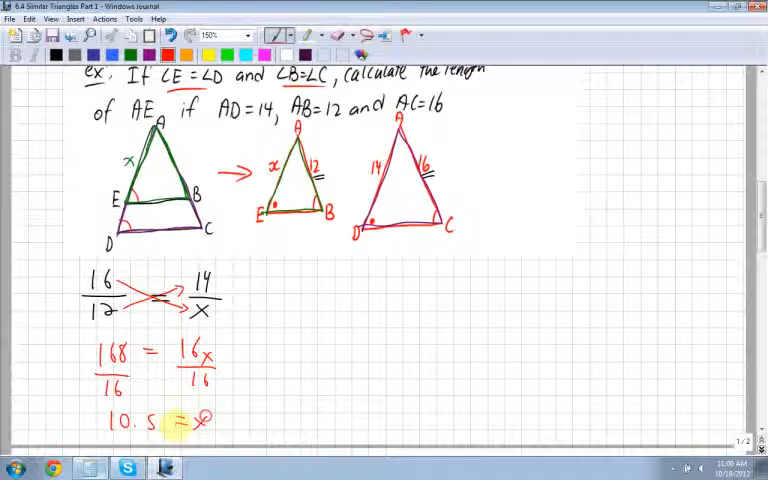 6.4 Similar Triangles Part 1 - Windows Journal
File Edit View Insert Actions Tools Help
150%
B I
ex: If ∠E = ∠D and ∠B=∠C, calculate the length
of AE if AD=14, AB=12 and AC=16
A
x
E B
D C
→
A
x 12
E B
A
14 16
D C
16/12 = 14/x
168/16 = 16x/16
10.5 = x
1 / 2
11:00 AM
10/19/2012